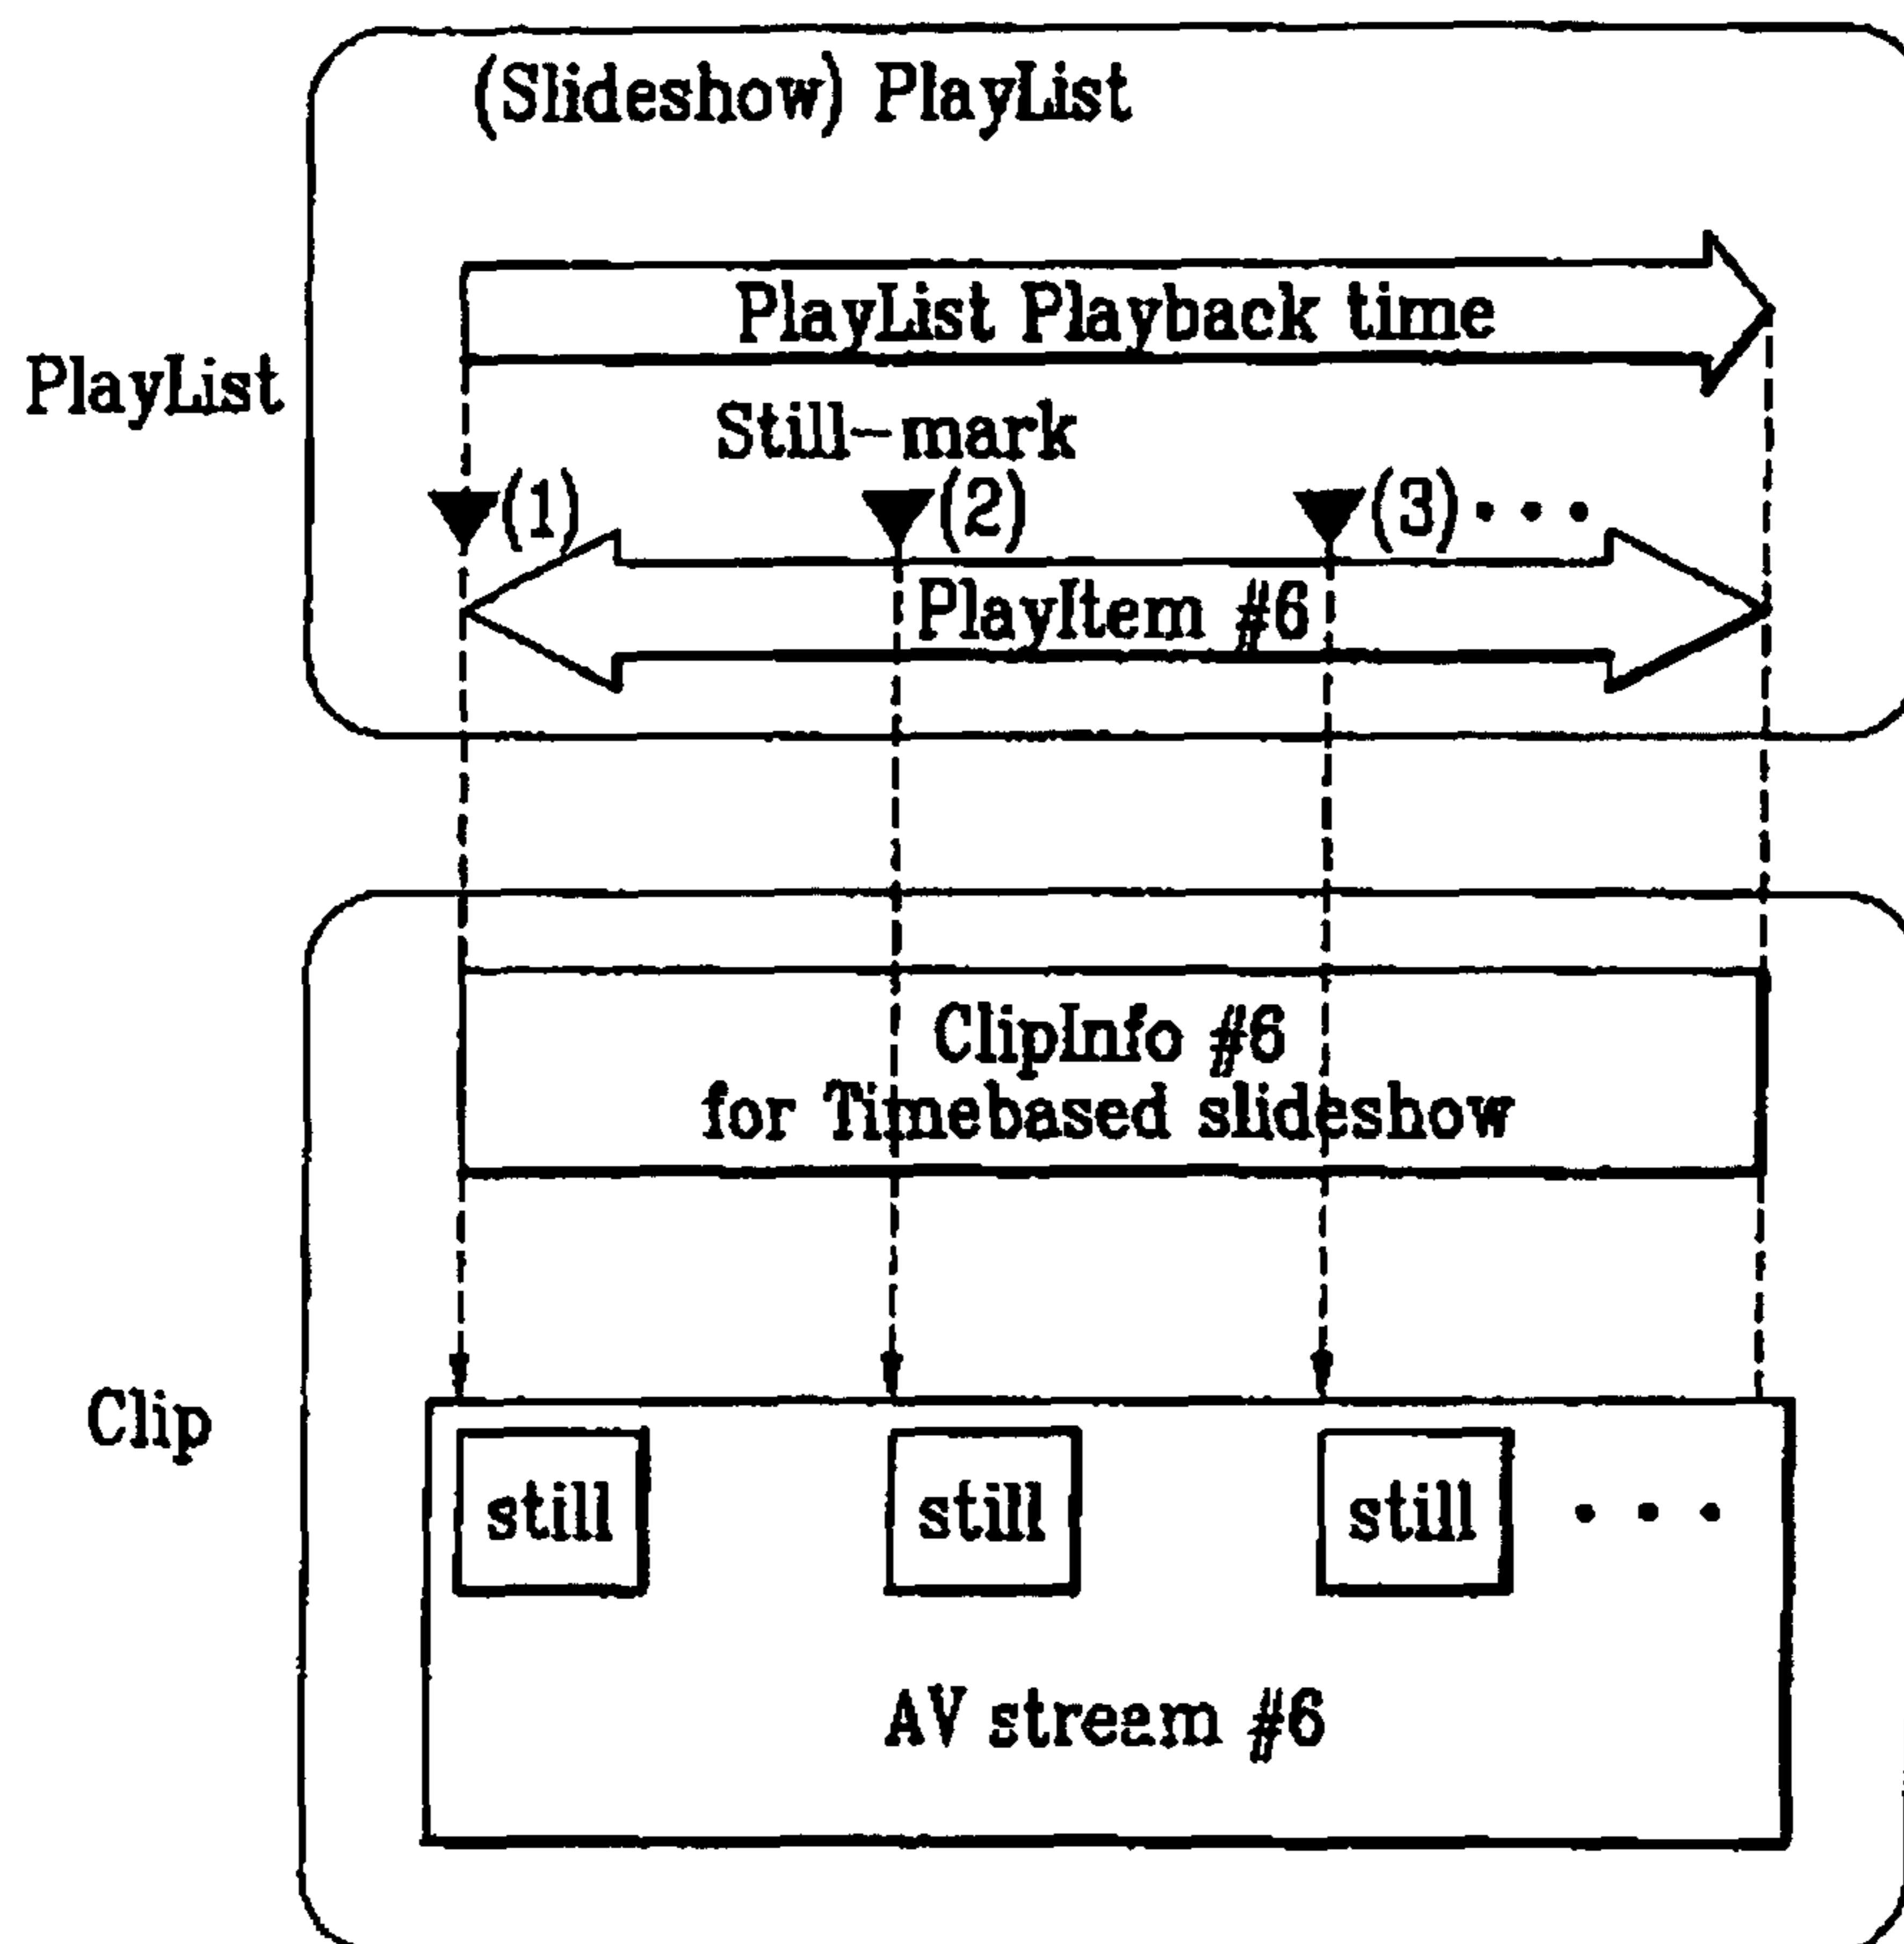 (Slideshow) PlayList
PlayList Playback time
PlayList
Still-mark
(1) (2) (3) • • •
PlayItem #6
ClipInfo #6
for Timebased slideshow
Clip
still still still • • •
AV stream #6